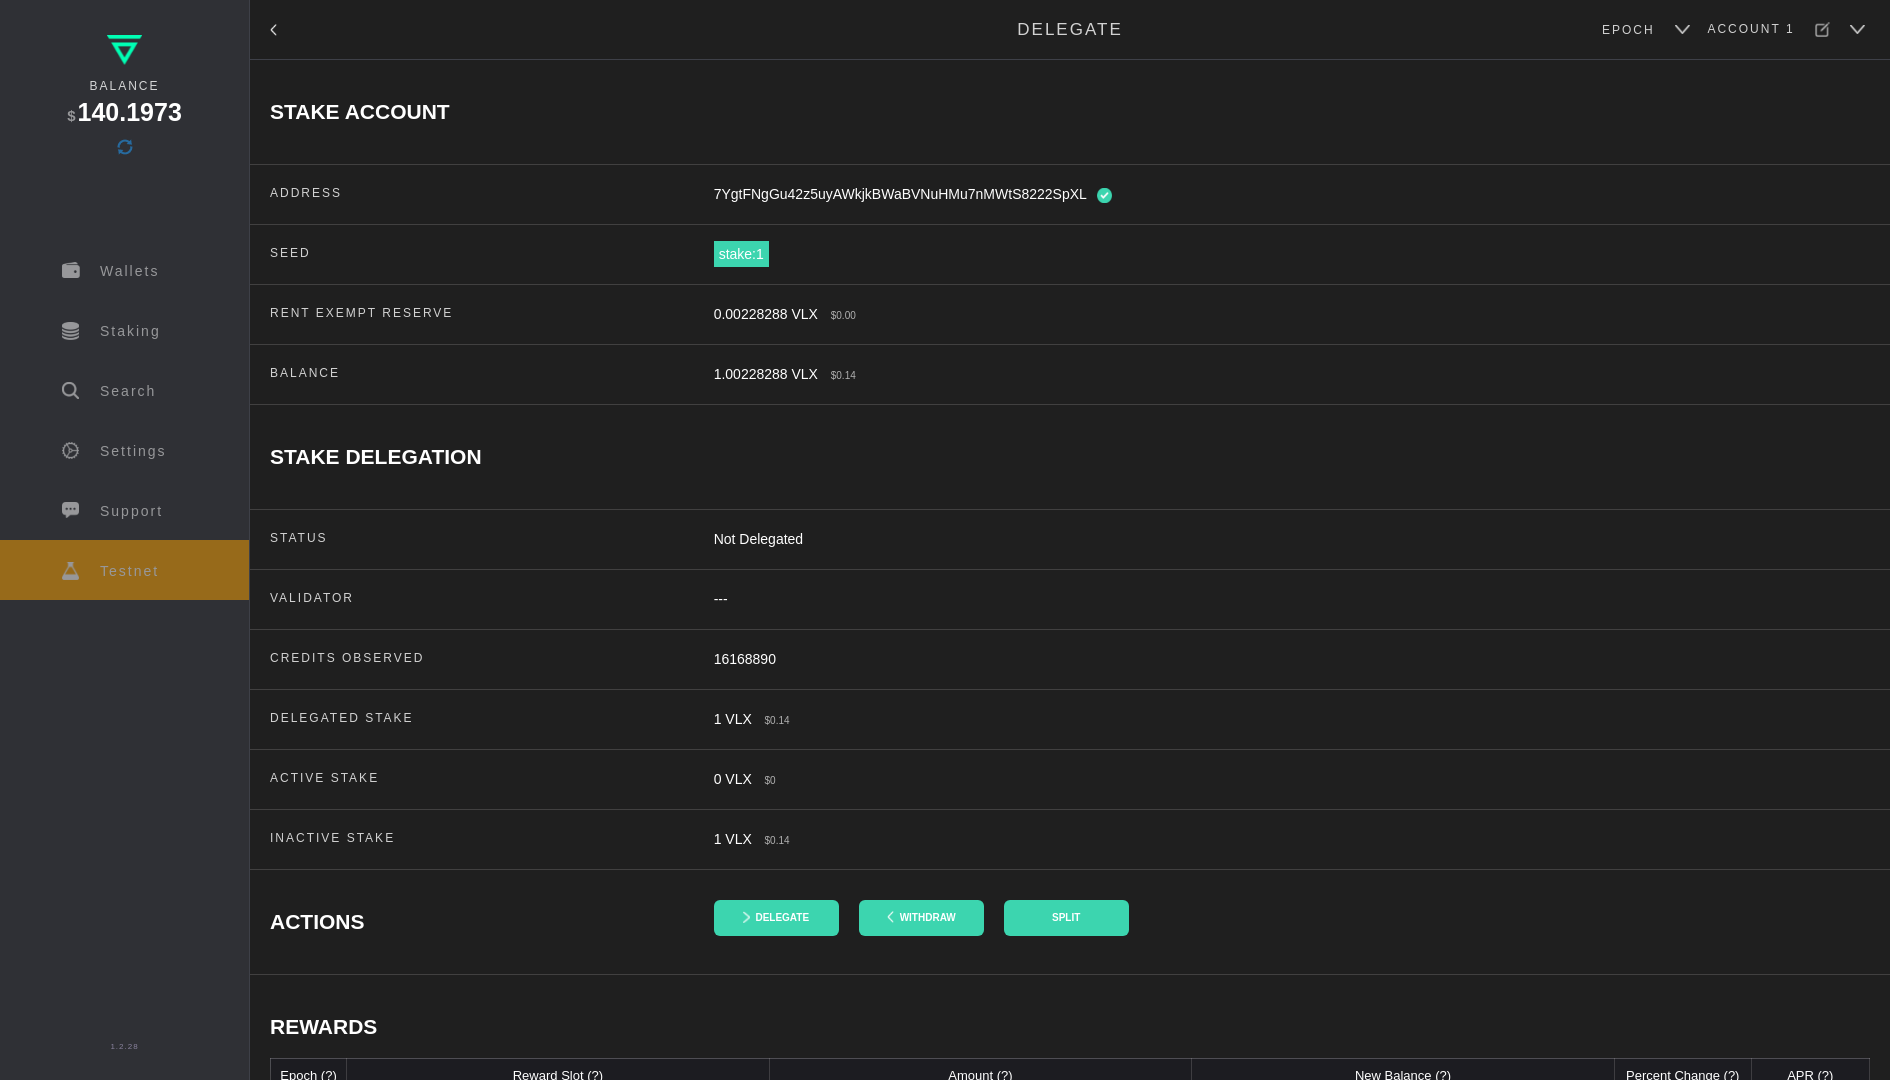 DELEGATE
EPOCH
ACCOUNT 1
BALANCE
$140.1973
Wallets
Staking
Search
Settings
Support
Testnet
1.2.28
STAKE ACCOUNT
ADDRESS 7YgtFNgGu42z5uyAWkjkBWaBVNuHMu7nMWtS8222SpXL
SEED stake:1
RENT EXEMPT RESERVE 0.00228288 VLX $0.00
BALANCE 1.00228288 VLX $0.14
STAKE DELEGATION
STATUS Not Delegated
VALIDATOR ---
CREDITS OBSERVED 16168890
DELEGATED STAKE 1 VLX $0.14
ACTIVE STAKE 0 VLX $0
INACTIVE STAKE 1 VLX $0.14
ACTIONS DELEGATE WITHDRAW SPLIT
REWARDS
Epoch (?) Reward Slot (?) Amount (?) New Balance (?) Percent Change (?) APR (?)